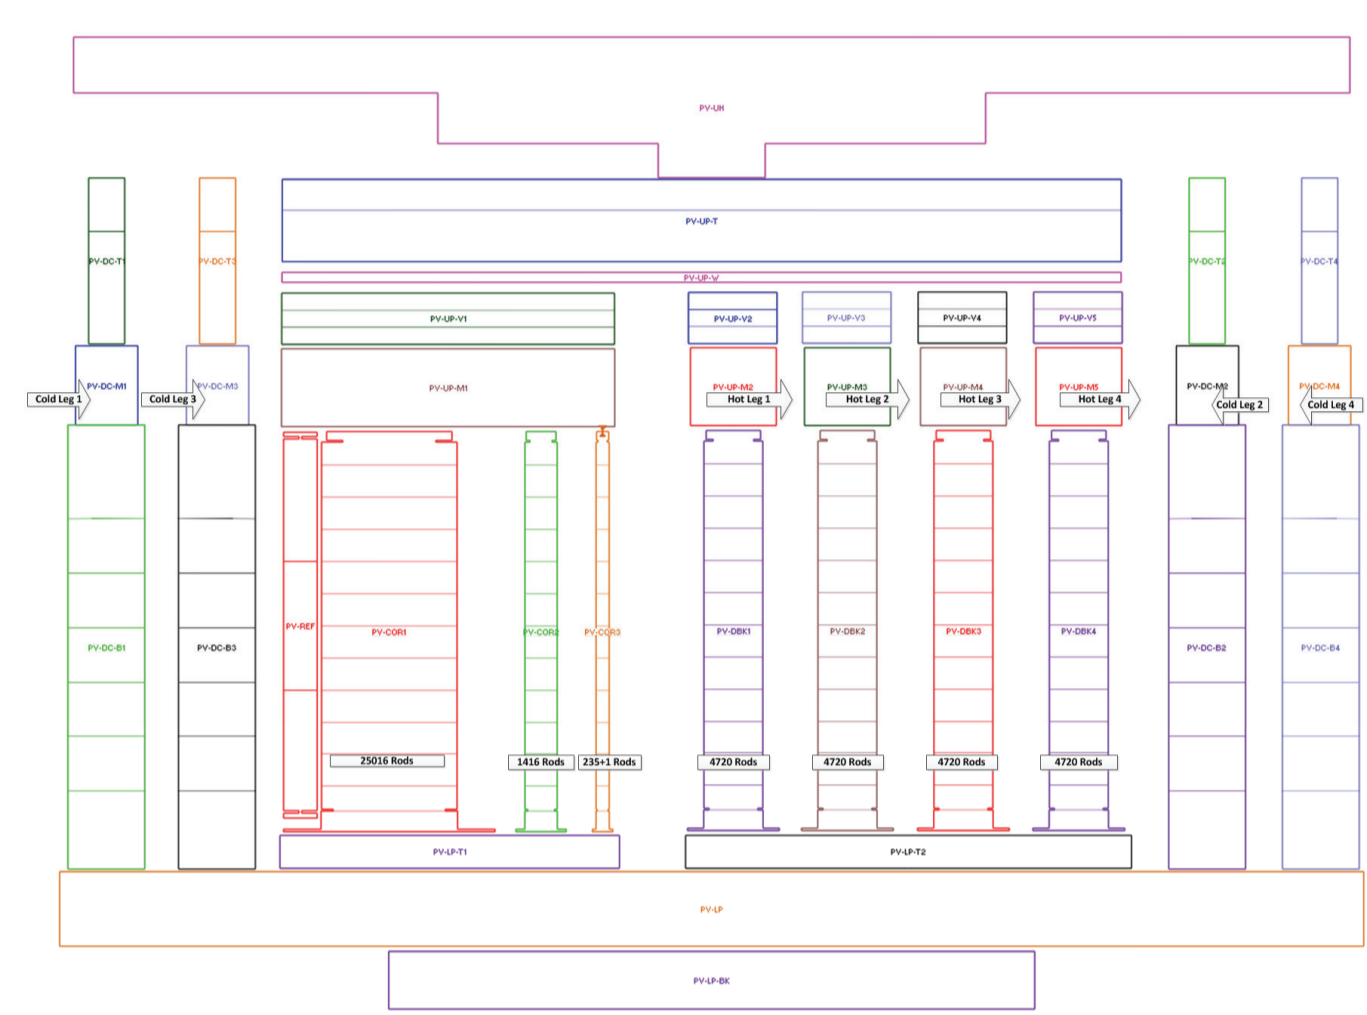 PV-UH
PV-UP-T
PV-DC-T1
PV-DC-T3
PV-DC-T2
PV-DC-T4
PV-UP-W
PV-UP-V1
PV-UP-V2
PV-UP-V3
PV-UP-V4
PV-UP-V5
PV-DC-M1
PV-DC-M3
PV-UP-M1
PV-UP-M2
PV-UP-M3
PV-UP-M4
PV-UP-M5
PV-DC-M2
PV-DC-M4
Cold Leg 1
Cold Leg 3
Hot Leg 1
Hot Leg 2
Hot Leg 3
Hot Leg 4
Cold Leg 2
Cold Leg 4
PV-REF
PV-COR1
PV-COR2
PV-COR3
PV-DBK1
PV-DBK2
PV-DBK3
PV-DBK4
PV-DC-B1
PV-DC-B3
PV-DC-B2
PV-DC-B4
25016 Rods
1416 Rods
235+1 Rods
4720 Rods
4720 Rods
4720 Rods
4720 Rods
PV-LP-T1
PV-LP-T2
PV-LP
PV-LP-BK